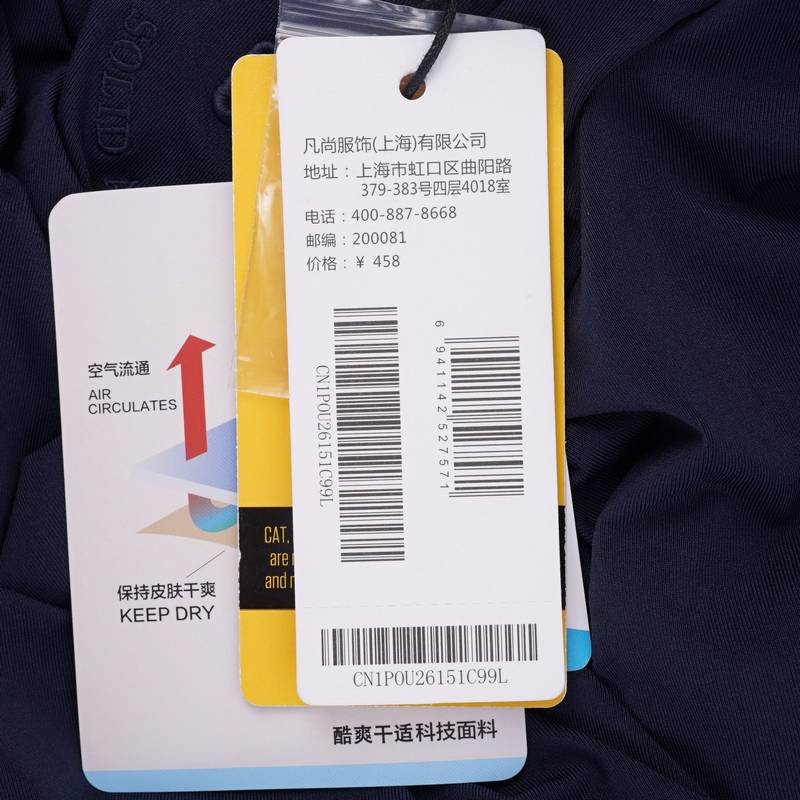 SOLID
凡尚服饰(上海)有限公司
地址：上海市虹口区曲阳路
379-383号四层4018室
电话：400-887-8668
邮编：200081
价格：￥ 458
CN1POU26151C99L
6 941142 527571
CN1POU26151C99L
空气流通
AIR
CIRCULATES
保持皮肤干爽
KEEP DRY
CAT,
are
and
酷爽干适科技面料